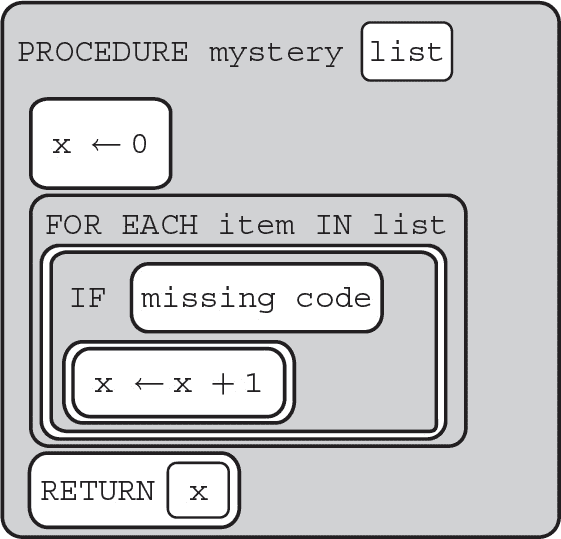 PROCEDURE mystery list
x ← 0
FOR EACH item IN list
IF missing code
x ← x + 1
RETURN x